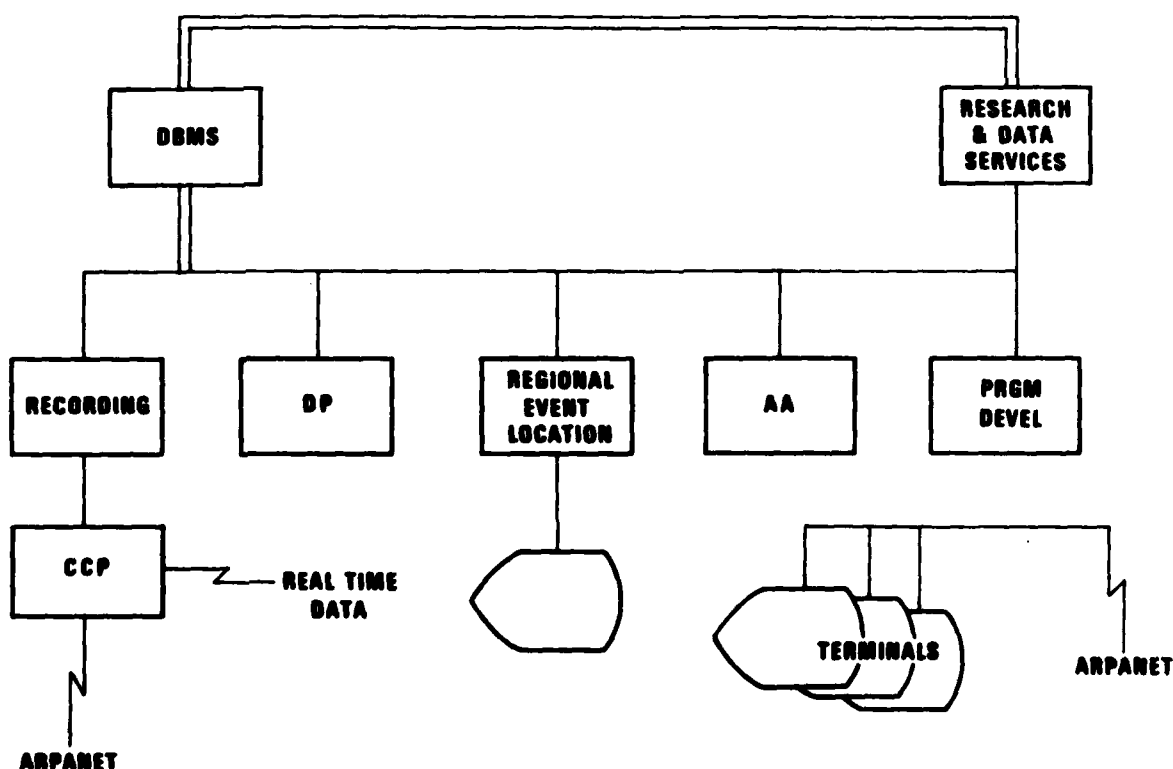 DBMS
RESEARCH
& DATA
SERVICES
RECORDING
DP
REGIONAL
EVENT
LOCATION
AA
PRGM
DEVEL
CCP
REAL TIME
DATA
TERMINALS
ARPANET
ARPANET